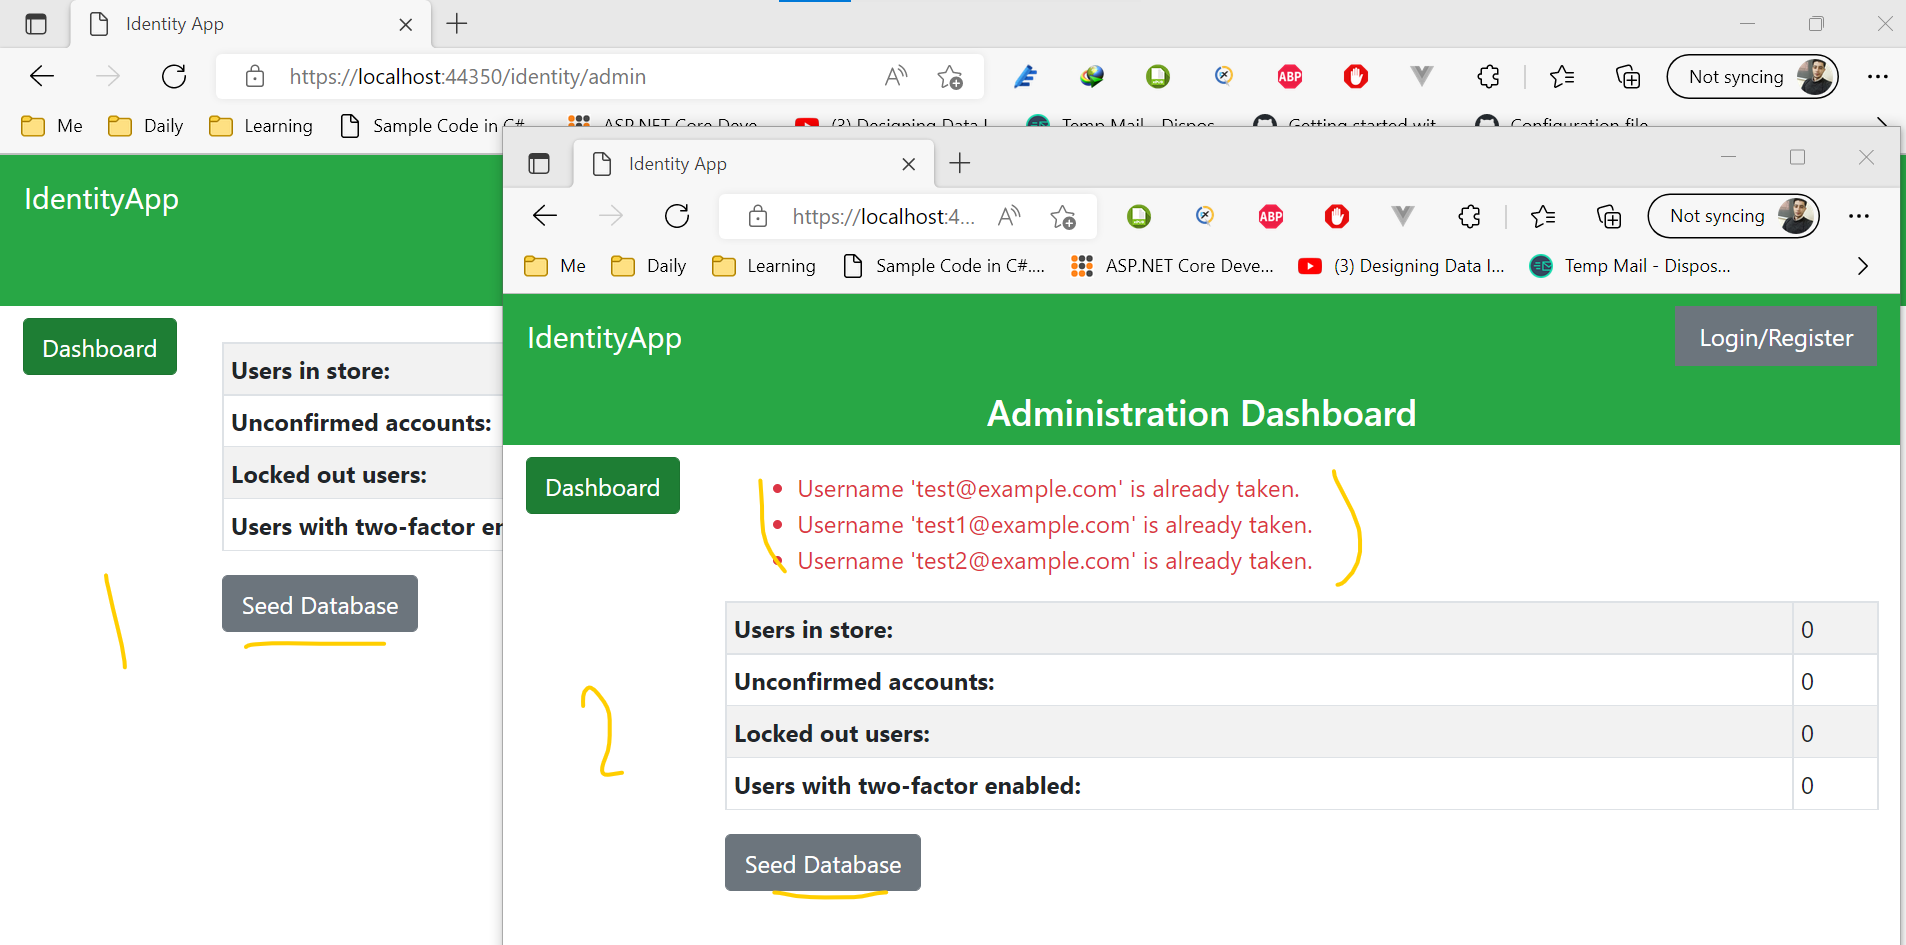 Identity App
https://localhost:44350/identity/admin
Not syncing
Me
Daily
Learning
Sample Code in C#
ASP.NET Core Deve
(3) Designing Data I
Temp Mail - Dispos
Getting started wit
Configuration file
IdentityApp
Dashboard
Users in store:
Unconfirmed accounts:
Locked out users:
Users with two-factor en
Seed Database
1
Identity App
https://localhost:4...
Not syncing
Me
Daily
Learning
Sample Code in C#....
ASP.NET Core Deve...
(3) Designing Data I...
Temp Mail - Dispos...
IdentityApp
Login/Register
Administration Dashboard
Dashboard
Username 'test@example.com' is already taken.
Username 'test1@example.com' is already taken.
Username 'test2@example.com' is already taken.
Users in store: 0
Unconfirmed accounts: 0
Locked out users: 0
Users with two-factor enabled: 0
Seed Database
2
ABP
ABP